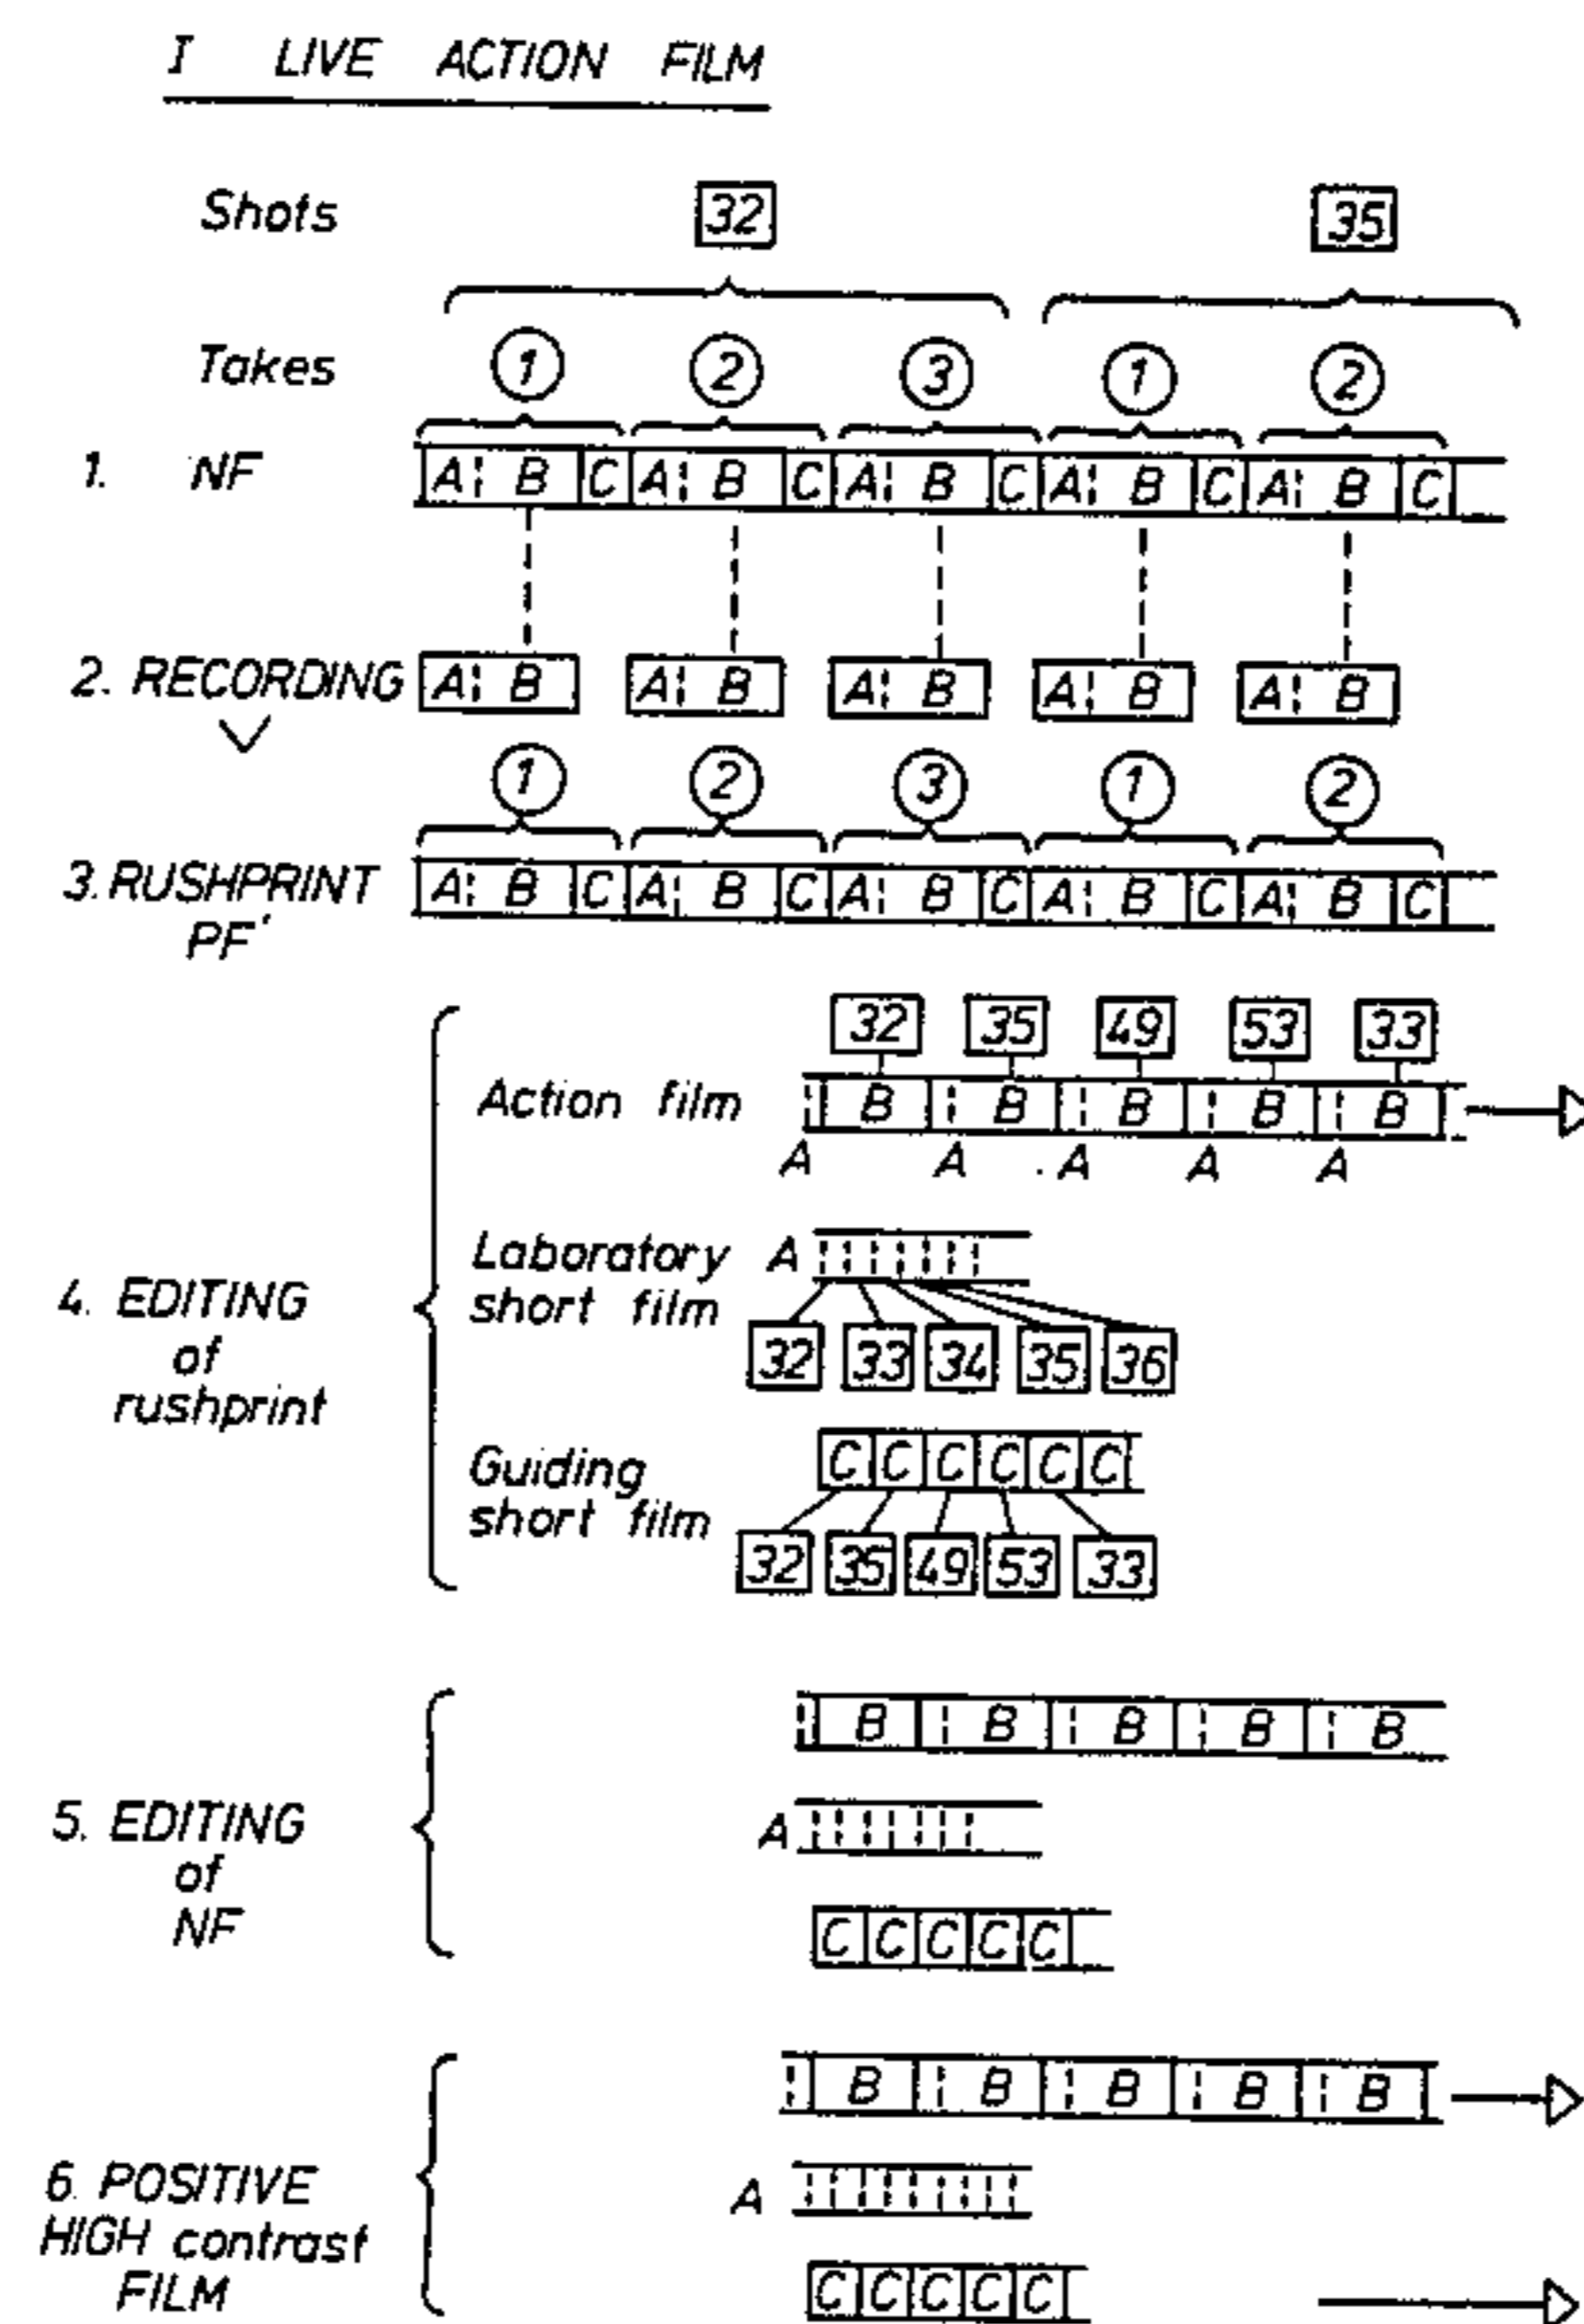 I LIVE ACTION FILM
Shots 32 35
Takes 1 2 3 1 2
1. NF A B C A B C A B C A B C A B C
2. RECORDING A B A B A B A B A B
1 2 3 1 2
3. RUSHPRINT A B C A B C A B C A B C A B C
PF'
32 35 49 53 33
Action film B B B B B
A A A A A
Laboratory A
short film
32 33 34 35 36
4. EDITING
of
rushprint
C C C C C C
Guiding
short film
32 35 49 53 33
B B B B B
5. EDITING A
of
NF
C C C C C
B B B B B
6. POSITIVE A
HIGH contrast
FILM C C C C C